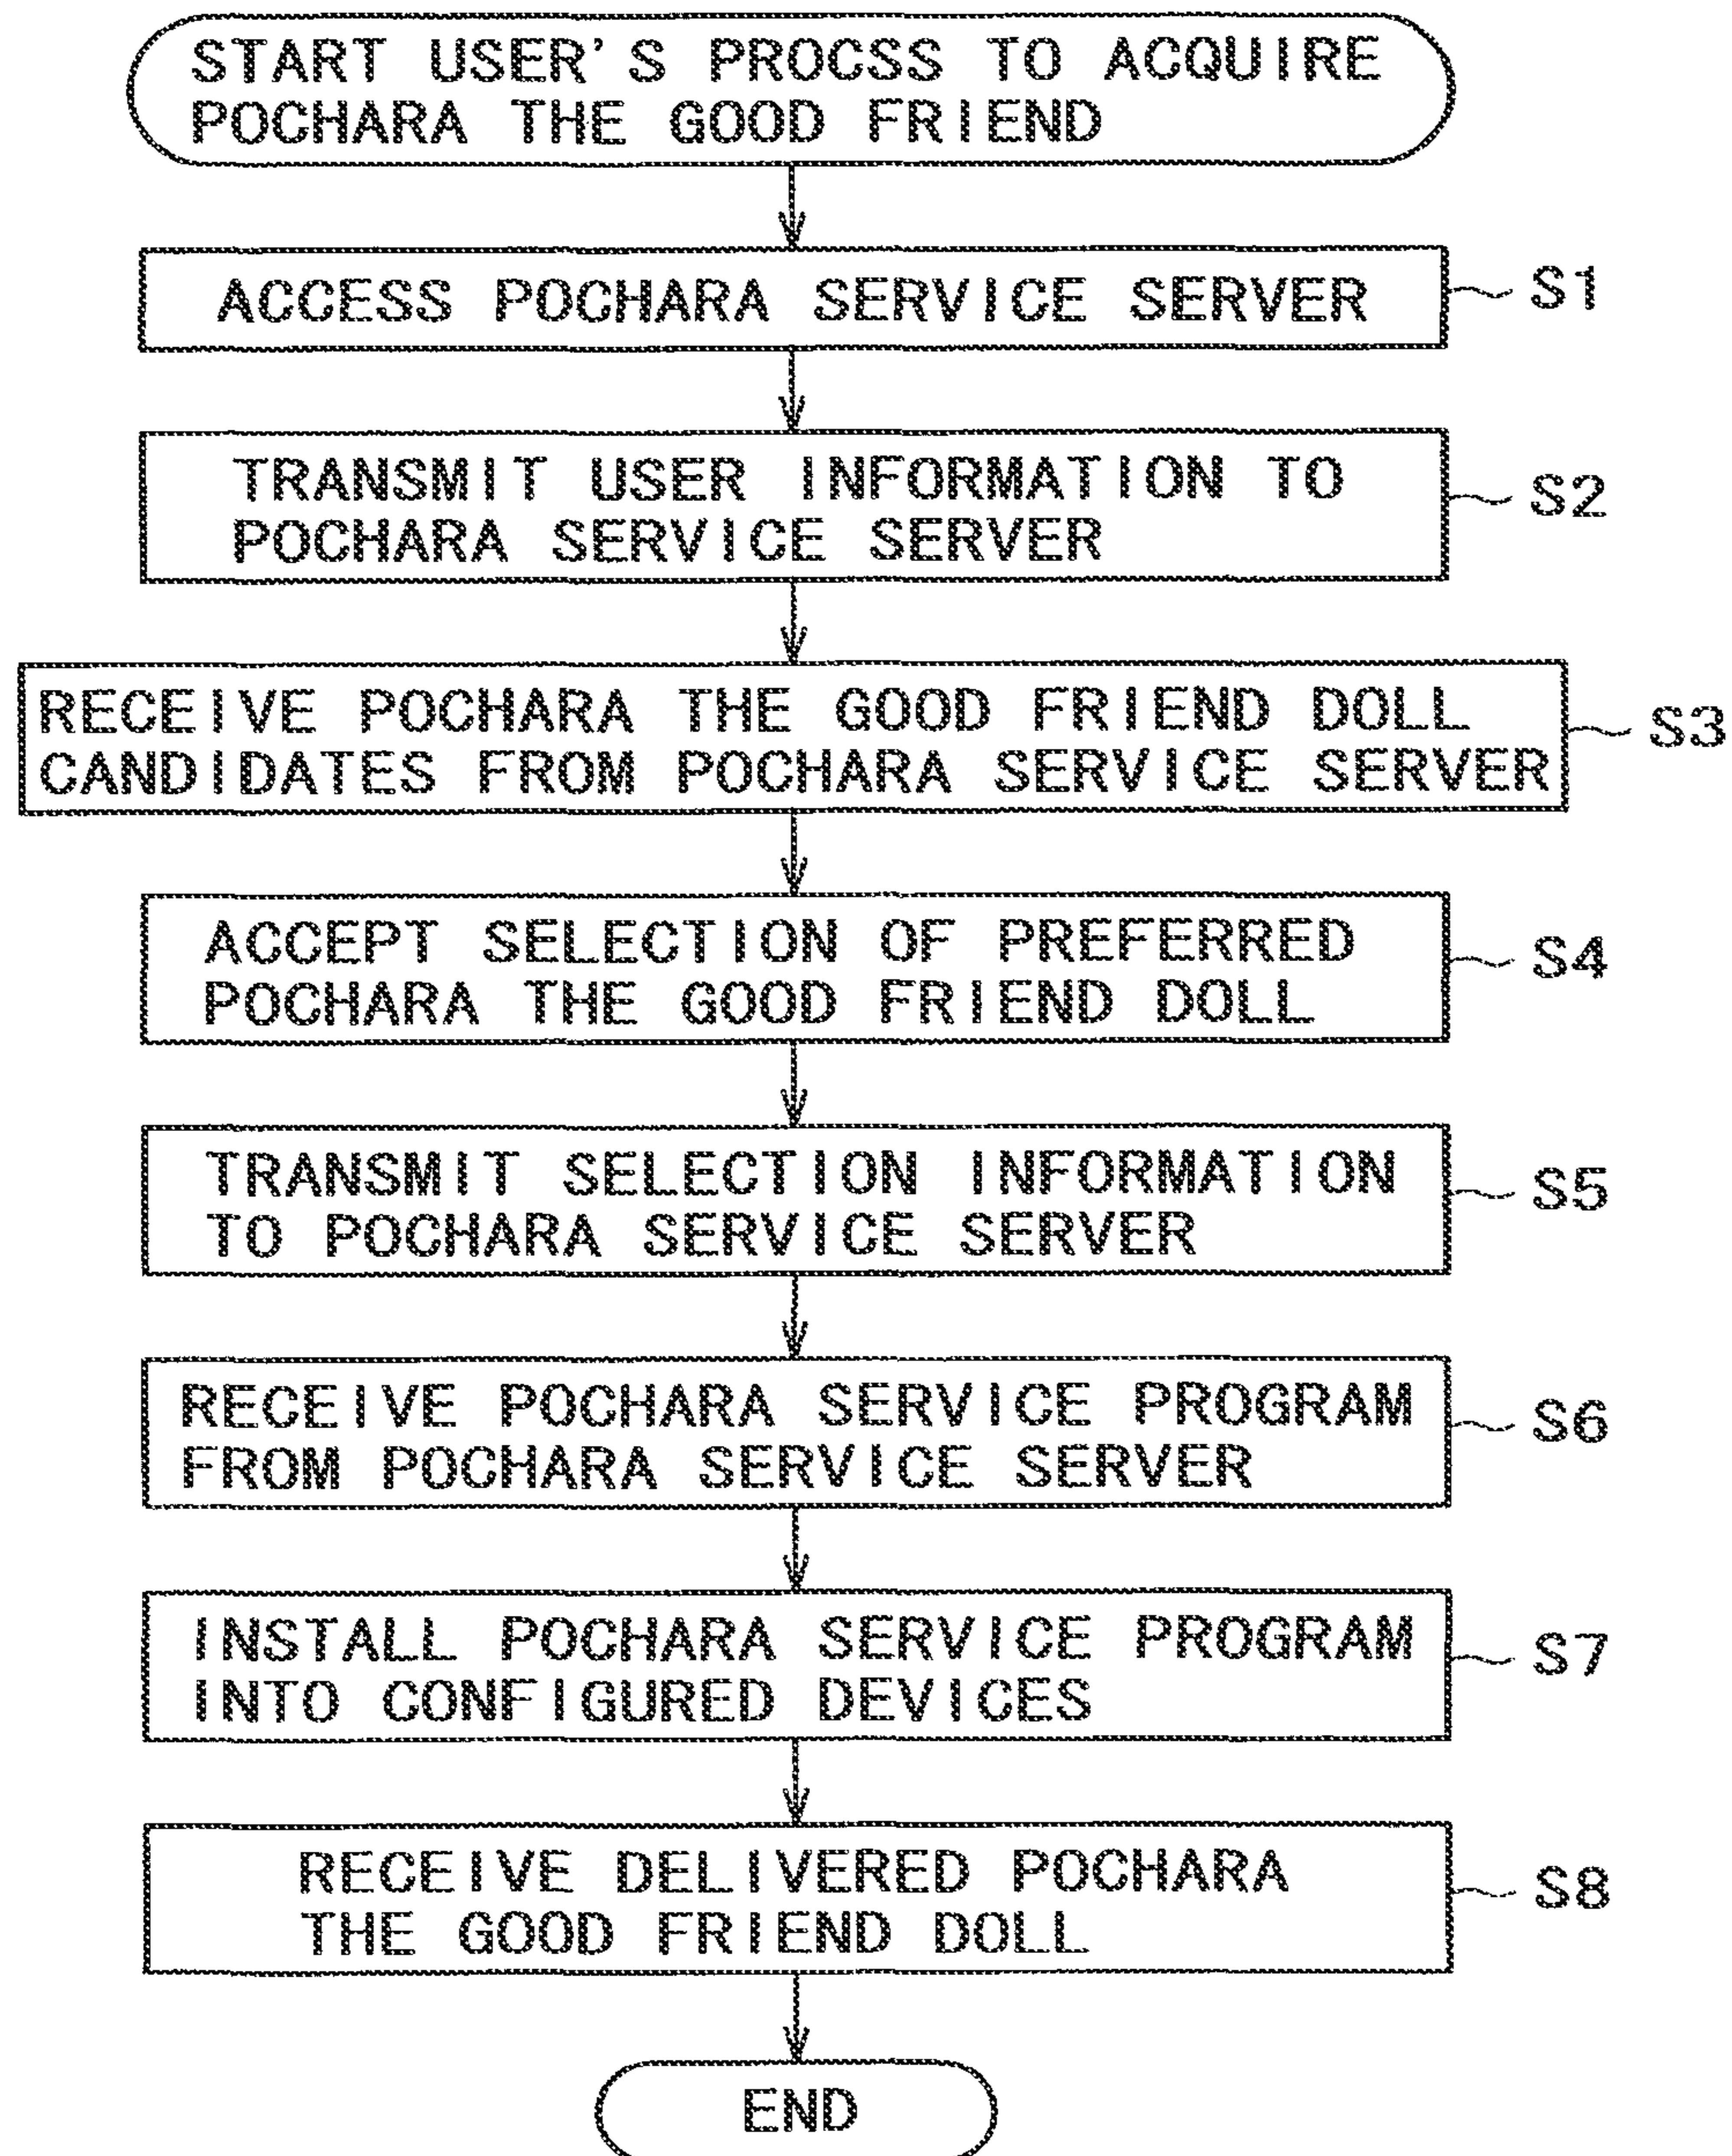 START USER'S PROCSS TO ACQUIRE
POCHARA THE GOOD FRIEND
ACCESS POCHARA SERVICE SERVER
S1
TRANSMIT USER INFORMATION TO
POCHARA SERVICE SERVER
S2
RECEIVE POCHARA THE GOOD FRIEND DOLL
CANDIDATES FROM POCHARA SERVICE SERVER
S3
ACCEPT SELECTION OF PREFERRED
POCHARA THE GOOD FRIEND DOLL
S4
TRANSMIT SELECTION INFORMATION
TO POCHARA SERVICE SERVER
S5
RECEIVE POCHARA SERVICE PROGRAM
FROM POCHARA SERVICE SERVER
S6
INSTALL POCHARA SERVICE PROGRAM
INTO CONFIGURED DEVICES
S7
RECEIVE DELIVERED POCHARA
THE GOOD FRIEND DOLL
S8
END